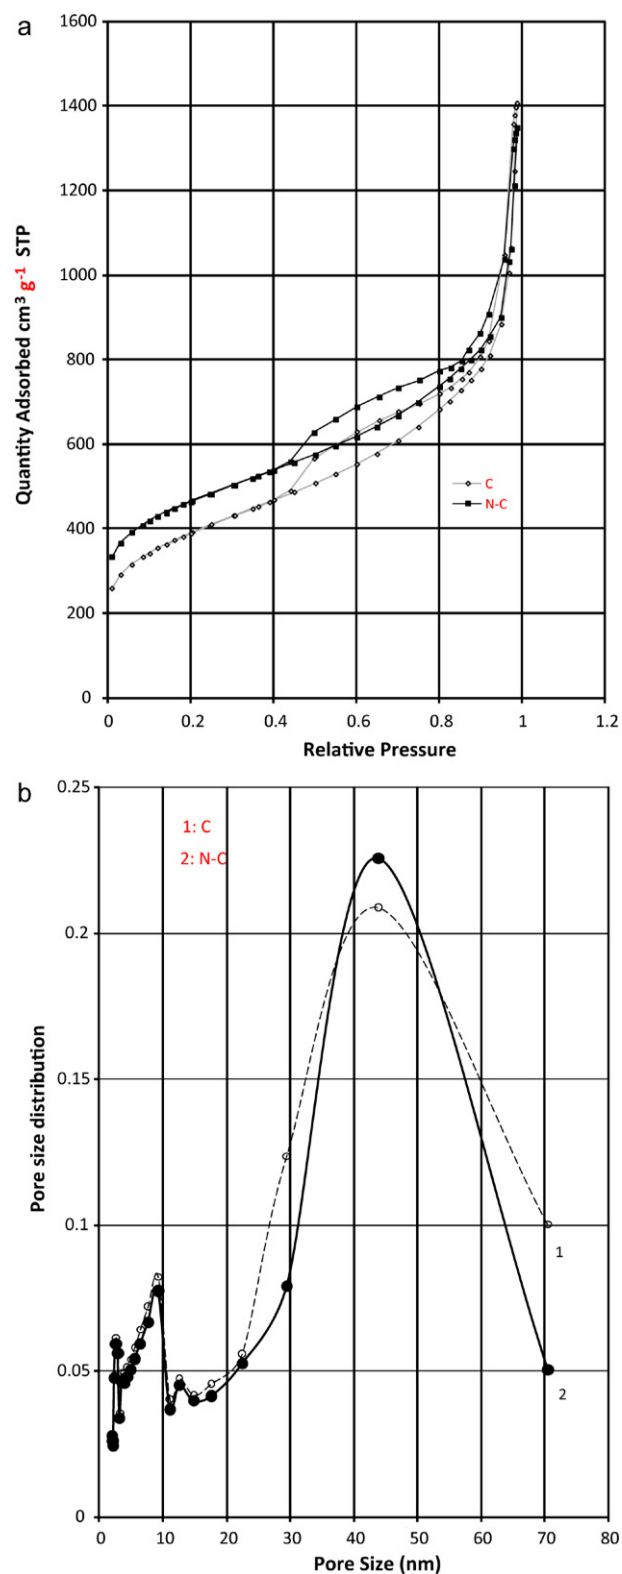 a
1600
1400
1200
1000
800
600
400
200
0
Quantity Adsorbed cm³ g⁻¹ STP
C
N-C
0 0.2 0.4 0.6 0.8 1 1.2
Relative Pressure
b
0.25
0.2
0.15
0.1
0.05
0
Pore size distribution
1: C
2: N-C
1
2
0 10 20 30 40 50 60 70 80
Pore Size (nm)